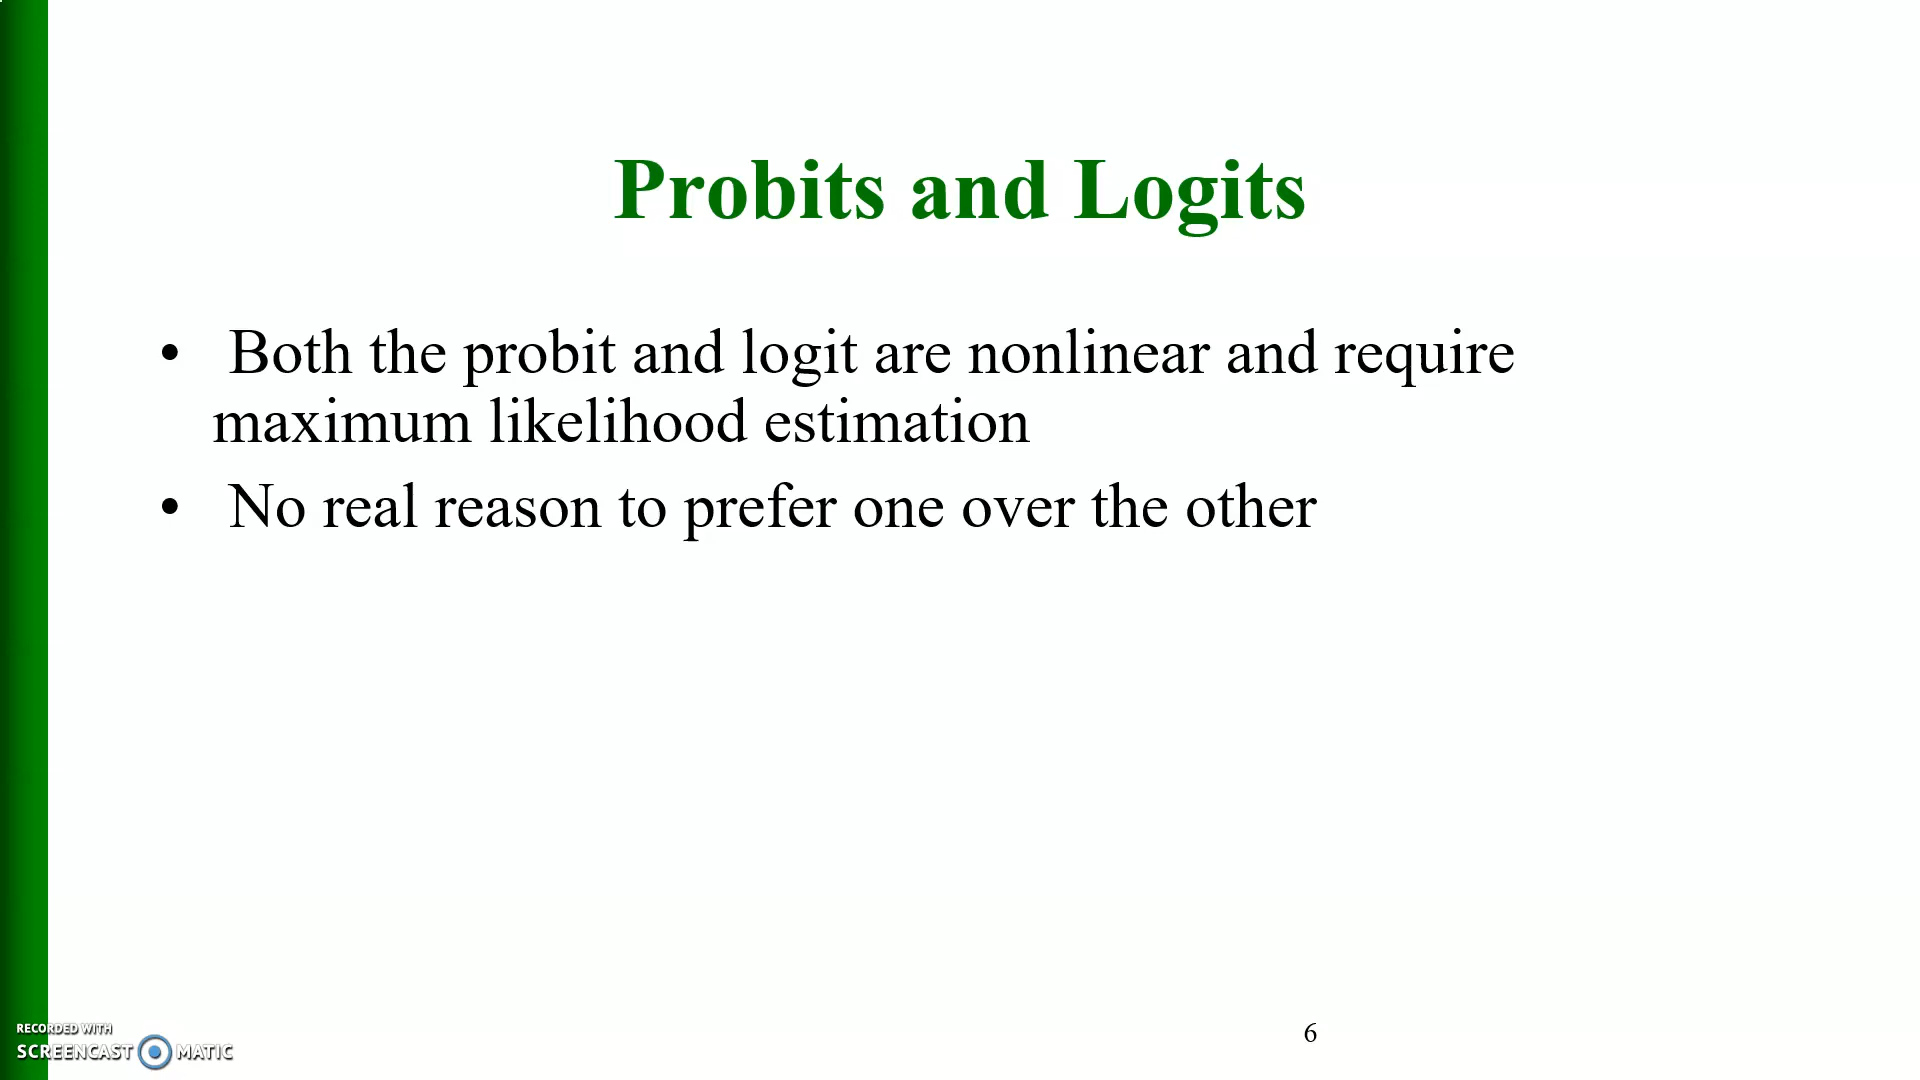 Probits and Logits
• Both the probit and logit are nonlinear and require
maximum likelihood estimation
• No real reason to prefer one over the other
6
RECORDED WITH
SCREENCAST MATIC